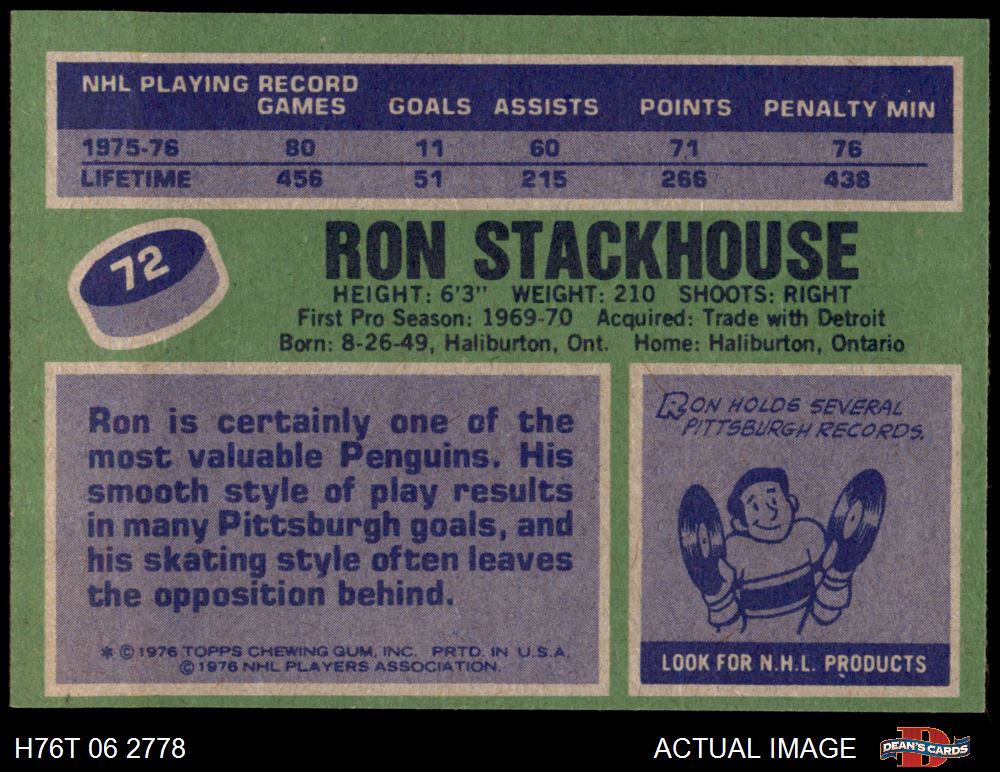 NHL PLAYING RECORD
GAMES GOALS ASSISTS POINTS PENALTY MIN
1975-76 80 11 60 71 76
LIFETIME 456 51 215 266 438
72
RON STACKHOUSE
HEIGHT: 6'3" WEIGHT: 210 SHOOTS: RIGHT
First Pro Season: 1969-70 Acquired: Trade with Detroit
Born: 8-26-49, Haliburton, Ont. Home: Haliburton, Ontario
Ron is certainly one of the
most valuable Penguins. His
smooth style of play results
in many Pittsburgh goals, and
his skating style often leaves
the opposition behind.
* © 1976 TOPPS CHEWING GUM, INC. PRTD. IN U.S.A.
© 1976 NHL PLAYERS ASSOCIATION.
RON HOLDS SEVERAL
PITTSBURGH RECORDS.
LOOK FOR N.H.L. PRODUCTS
H76T 06 2778
ACTUAL IMAGE
D
DEAN'S CARDS